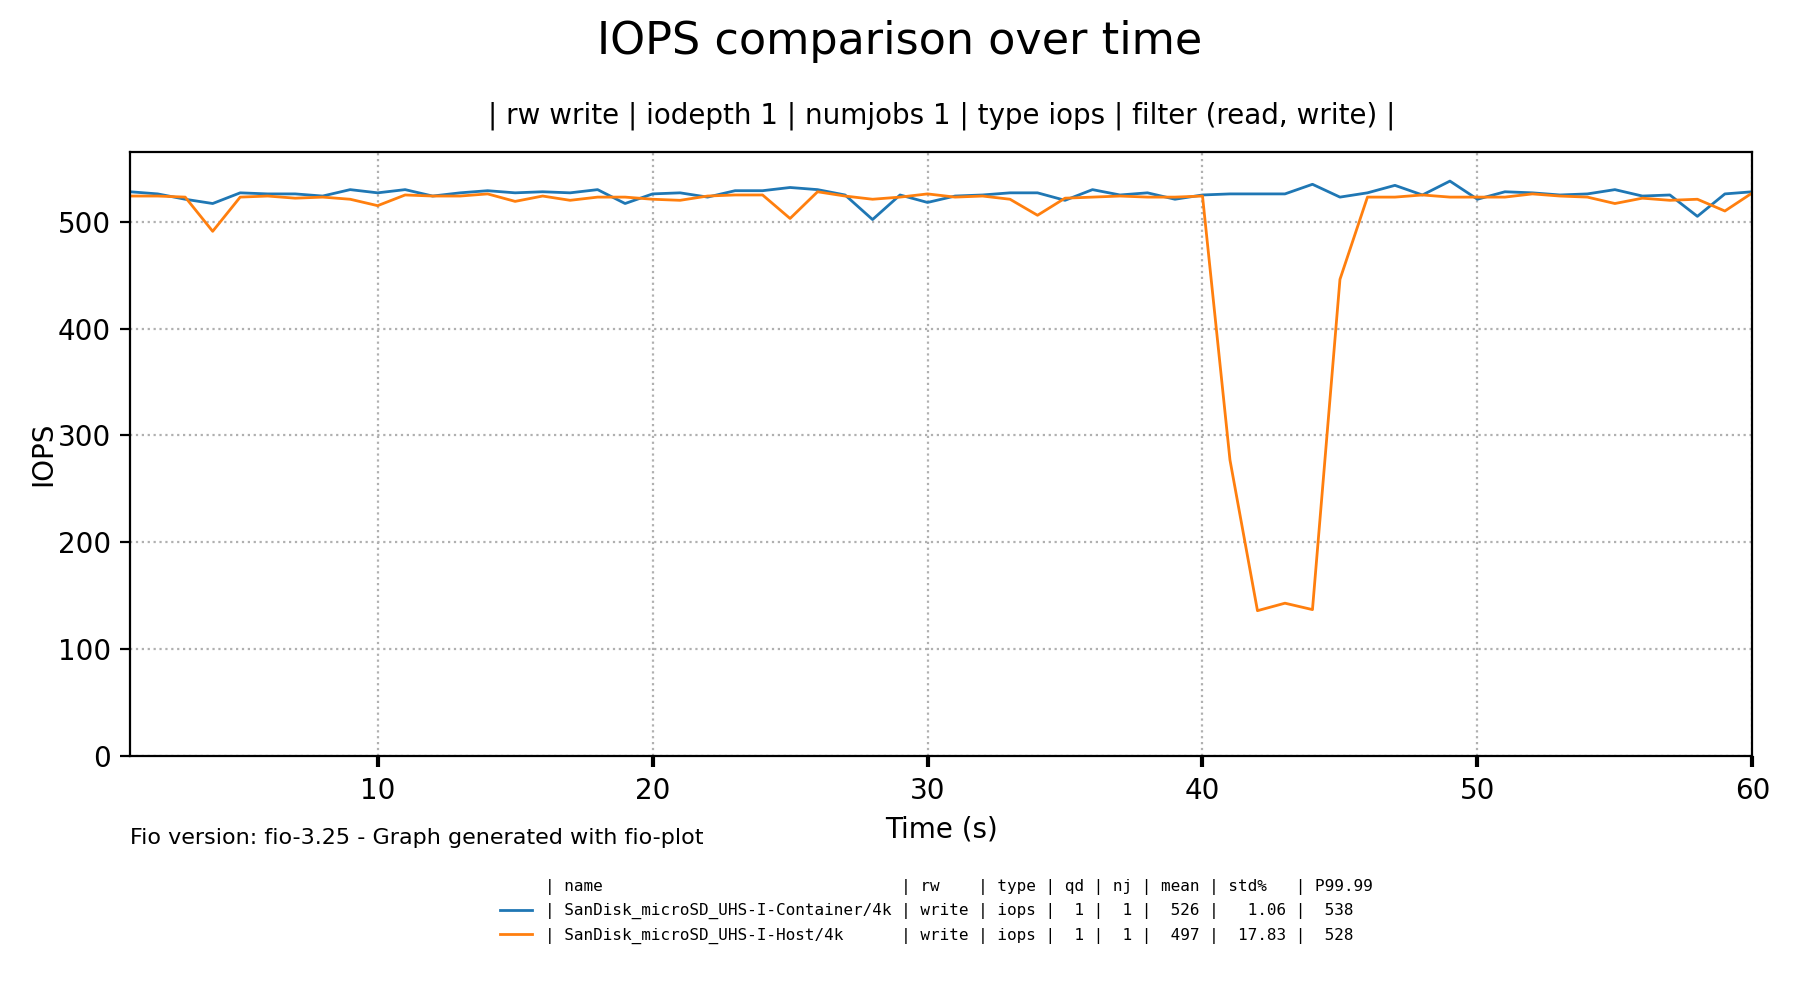 IOPS comparison over time
| rw write | iodepth 1 | numjobs 1 | type iops | filter (read, write) |
500
400
300
200
100
0
IOPS
10 20 30 40 50 60
Time (s)
Fio version: fio-3.25 - Graph generated with fio-plot
| name | rw | type | qd | nj | mean | std% | P99.99
| SanDisk_microSD_UHS-I-Container/4k | write | iops | 1 | 1 | 526 | 1.06 | 538
| SanDisk_microSD_UHS-I-Host/4k | write | iops | 1 | 1 | 497 | 17.83 | 528